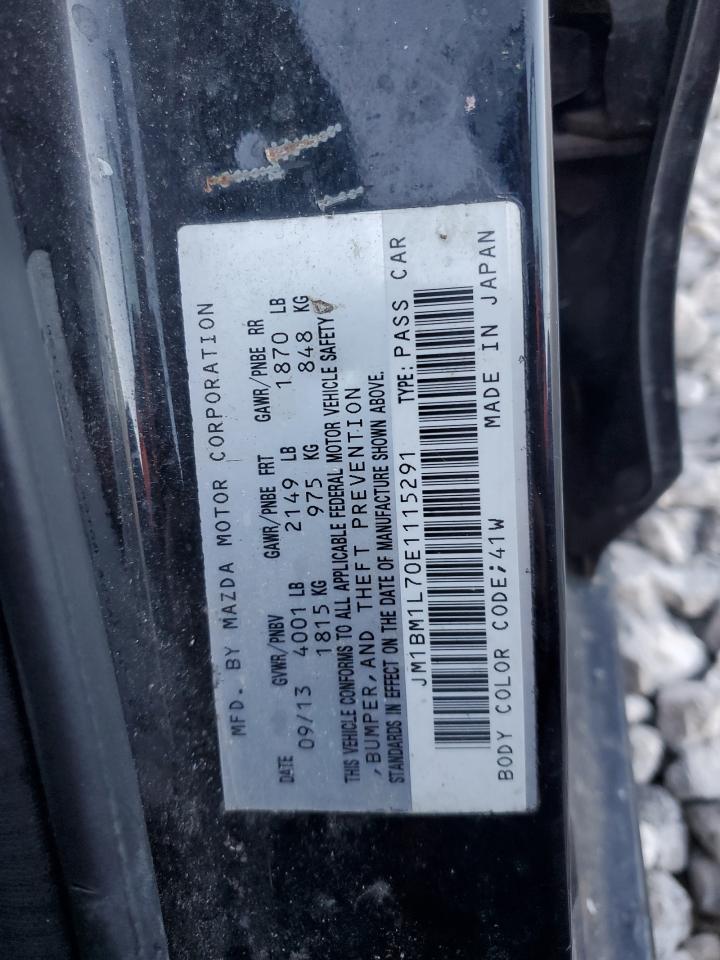 MFD. BY MAZDA MOTOR CORPORATION
DATE GVWR/PNBV GAWR/PNBE FRT GAWR/PNBE RR
09/13 4001 LB 2149 LB 1870 LB
1815 KG 975 KG 848 KG
THIS VEHICLE CONFORMS TO ALL APPLICABLE FEDERAL MOTOR VEHICLE SAFETY
,BUMPER,AND THEFT PREVENTION
STANDARDS IN EFFECT ON THE DATE OF MANUFACTURE SHOWN ABOVE.
JM1BM1L70E1115291 TYPE: PASS CAR
BODY COLOR CODE;41W MADE IN JAPAN